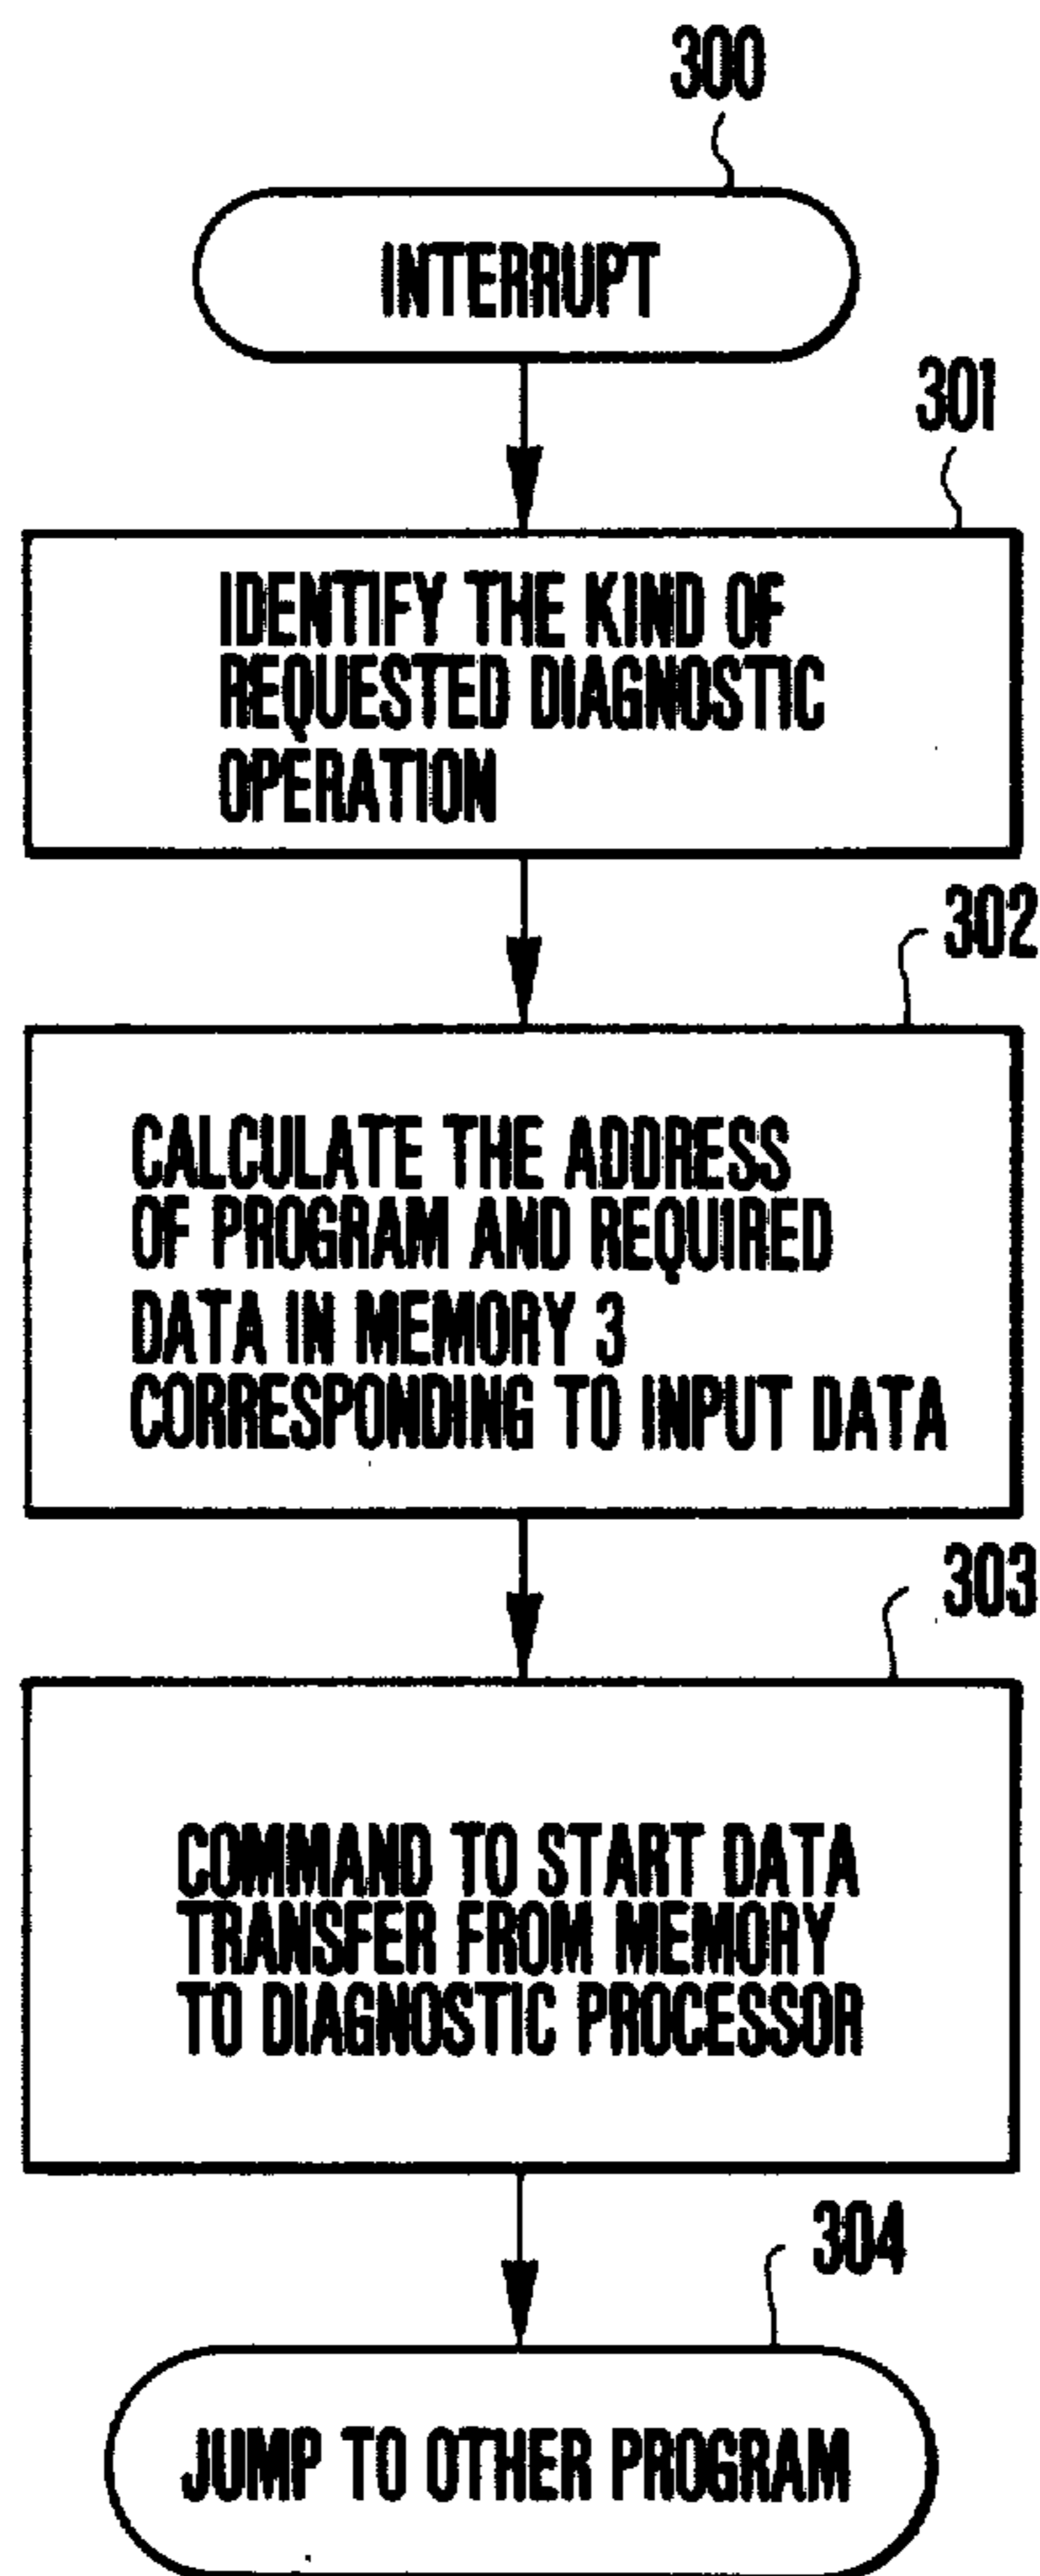 300
INTERRUPT
301
IDENTIFY THE KIND OF
REQUESTED DIAGNOSTIC
OPERATION
302
CALCULATE THE ADDRESS
OF PROGRAM AND REQUIRED
DATA IN MEMORY 3
CORRESPONDING TO INPUT DATA
303
COMMAND TO START DATA
TRANSFER FROM MEMORY
TO DIAGNOSTIC PROCESSOR
304
JUMP TO OTHER PROGRAM